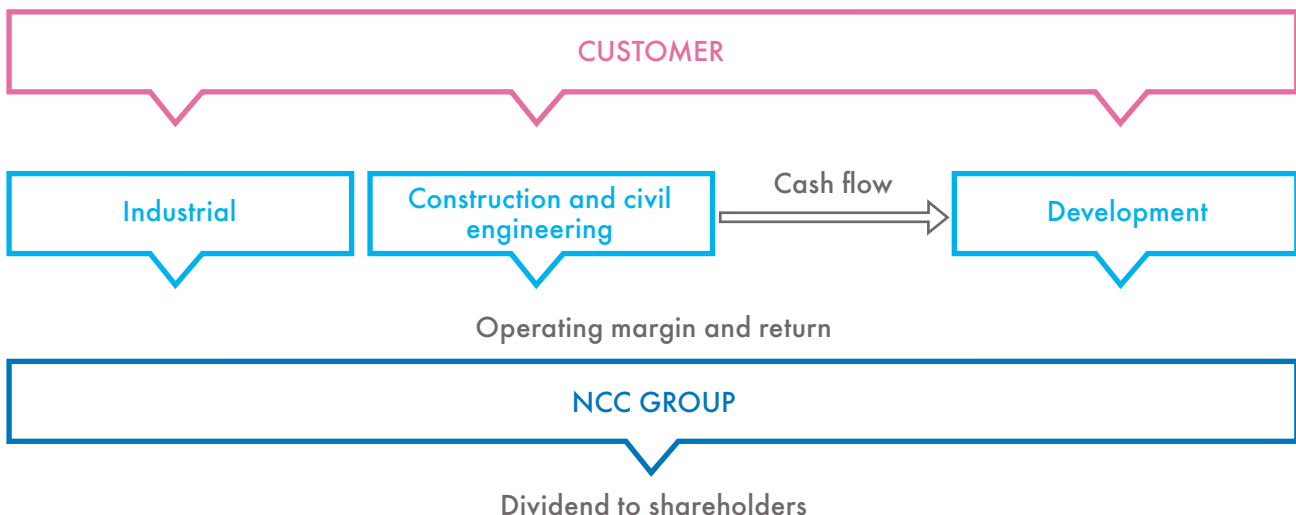 CUSTOMER
Industrial
Construction and civil
engineering
Cash flow
Development
Operating margin and return
NCC GROUP
Dividend to shareholders